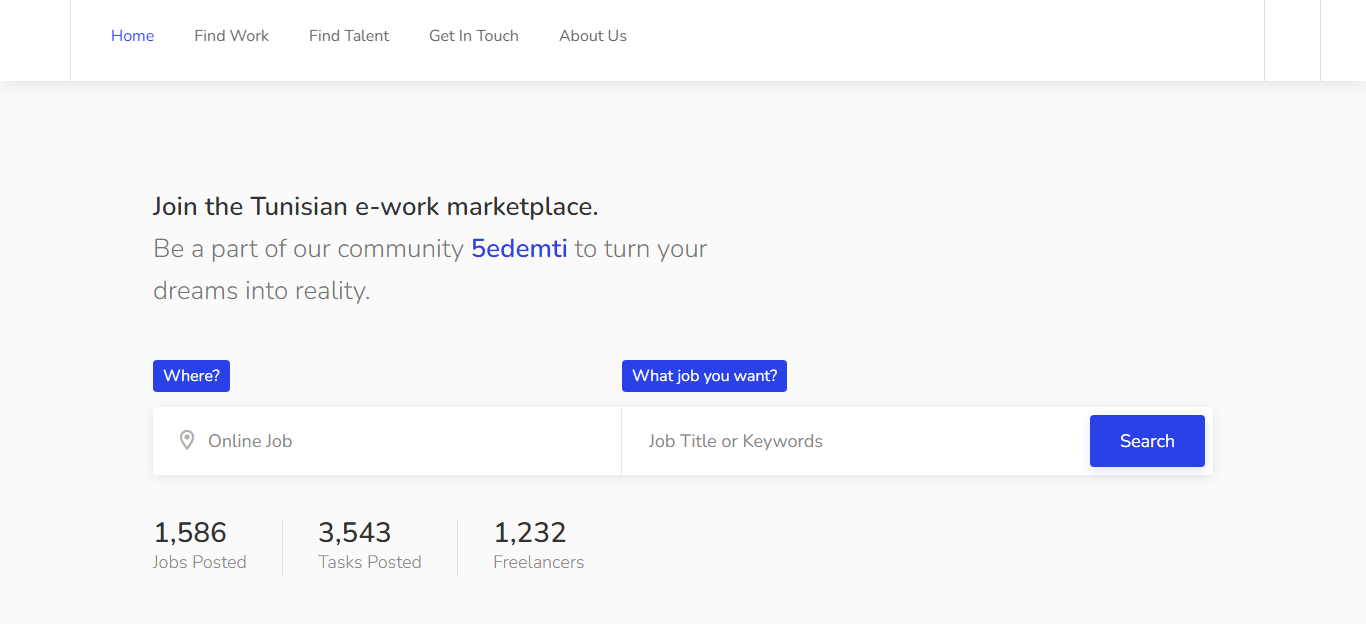 Home Find Work Find Talent Get In Touch About Us
Join the Tunisian e-work marketplace.
Be a part of our community 5edemti to turn your
dreams into reality.
Where? What job you want?
Online Job Job Title or Keywords Search
1,586 3,543 1,232
Jobs Posted Tasks Posted Freelancers